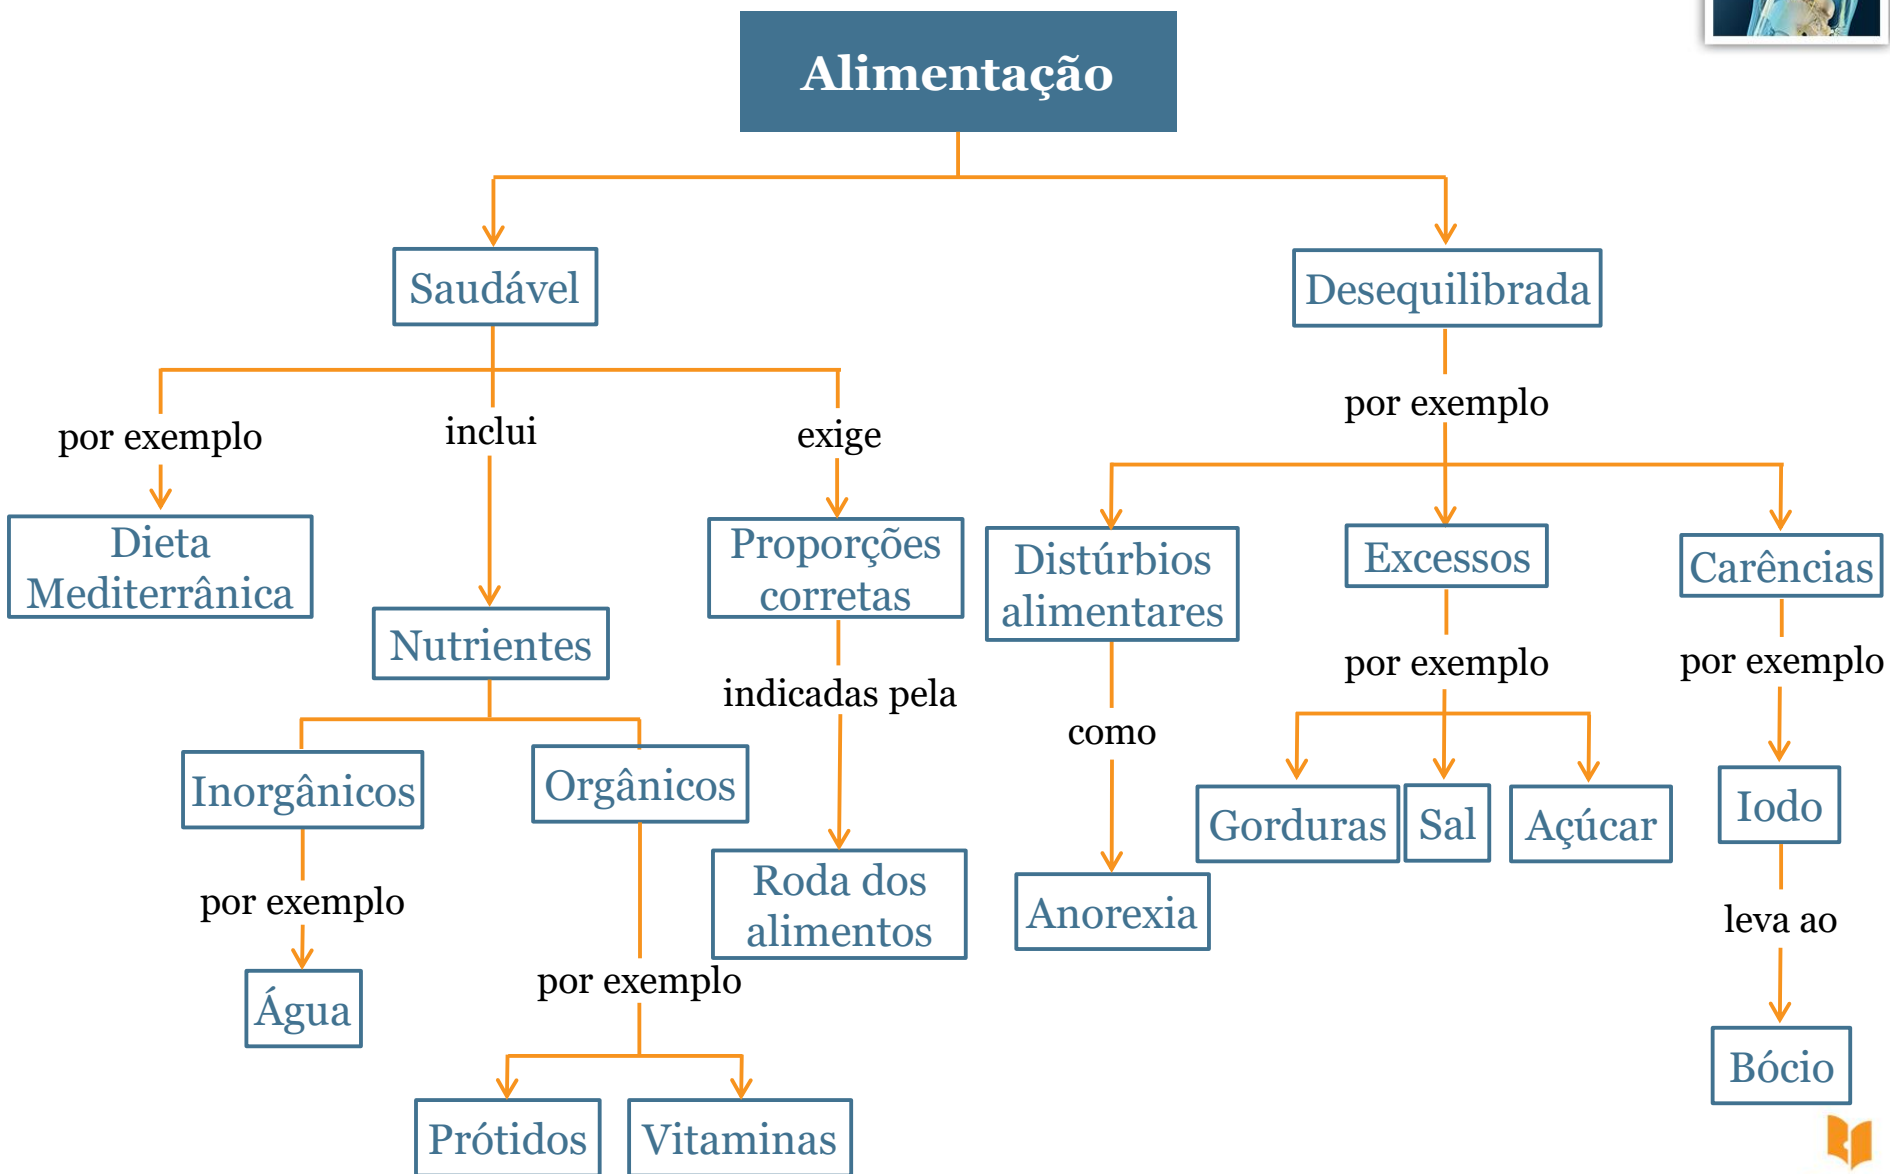 Alimentação
Saudável
Desequilibrada
por exemplo
inclui
exige
por exemplo
Dieta
Mediterrânica
Proporções
corretas
Distúrbios
alimentares
Excessos
Carências
Nutrientes
indicadas pela
como
por exemplo
por exemplo
Inorgânicos
Orgânicos
Gorduras
Sal
Açúcar
Iodo
por exemplo
Roda dos
alimentos
Anorexia
leva ao
Água
por exemplo
Bócio
Prótidos
Vitaminas